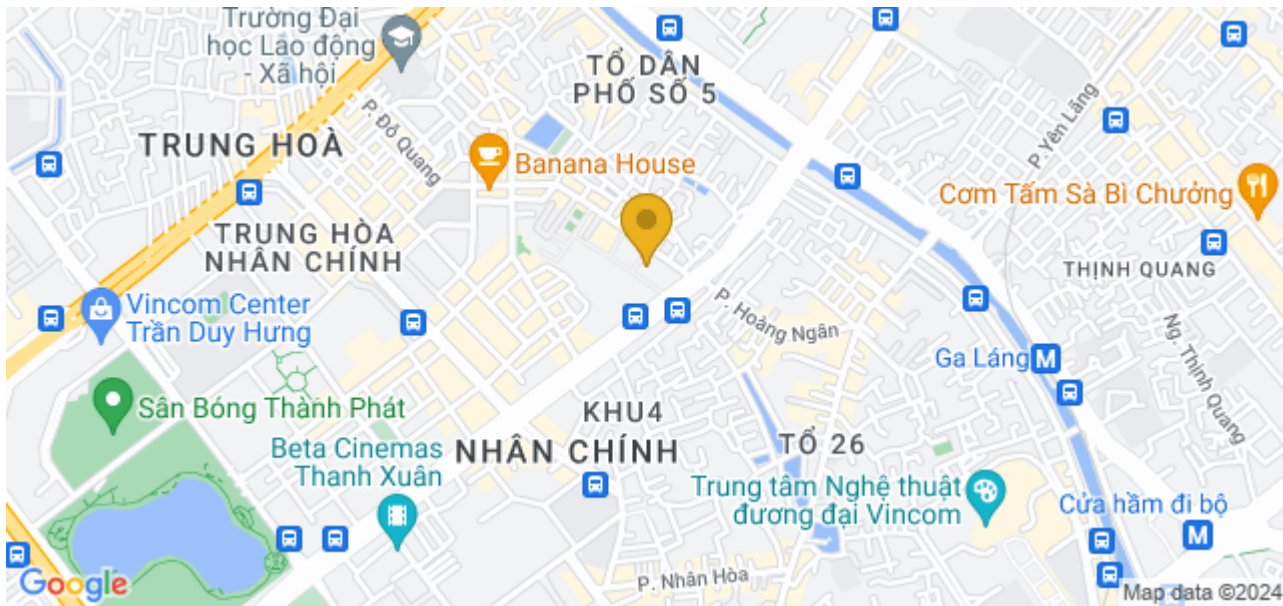 Trường Đại
học Lao động
- Xã hội
TỔ DÂN
PHỐ SỐ 5
P. Yên Lãng
P. Đỗ Quang
TRUNG HOÀ
Banana House
Cơm Tấm Sà Bì Chưởng
TRUNG HÒA
NHÂN CHÍNH
THỊNH QUANG
Vincom Center
Trần Duy Hưng
P. Hoàng Ngân
Ng. Thịnh Quang
Ga Láng
M
Sân Bóng Thành Phát
KHU4
Beta Cinemas
Thanh Xuân
NHÂN CHÍNH
TỔ 26
Trung tâm Nghệ thuật
đương đại Vincom
Cửa hầm đi bộ
M
P. Nhân Hòa
Google
Map data ©2024